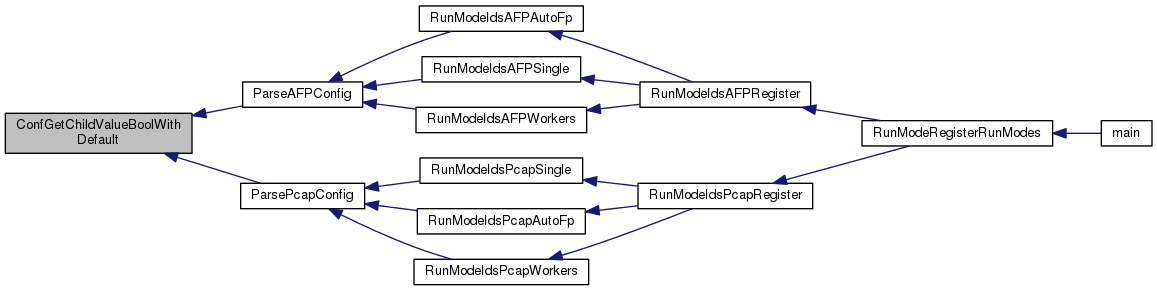 RunModeIdsAFPAutoFp
RunModeIdsAFPSingle
ParseAFPConfig
RunModeIdsAFPRegister
RunModeIdsAFPWorkers
ConfGetChildValueBoolWith
Default
RunModeRegisterRunModes
main
RunModeIdsPcapSingle
ParsePcapConfig
RunModeIdsPcapRegister
RunModeIdsPcapAutoFp
RunModeIdsPcapWorkers